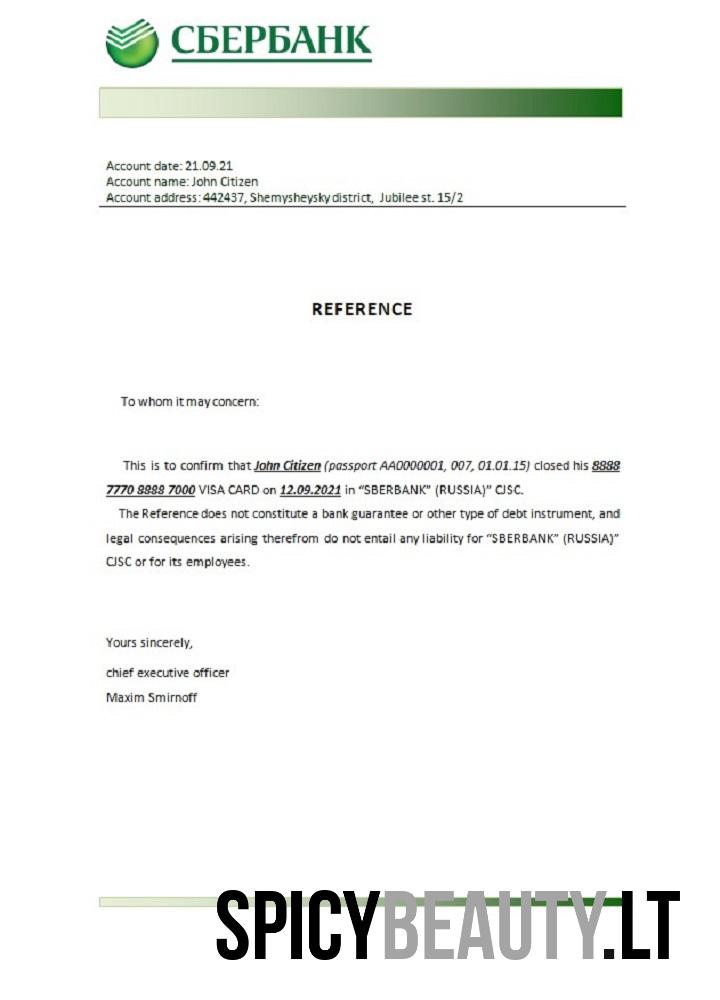 СБЕРБАНК
Account date: 21.09.21
Account name: John Citizen
Account address: 442437, Shemysheysky district, Jubilee st. 15/2
REFERENCE
To whom it may concern:
This is to confirm that John Citizen (passport AA0000001, 007, 01.01.15) closed his 8888
7770 8888 7000 VISA CARD on 12.09.2021 in “SBERBANK” (RUSSIA)” CJSC.
The Reference does not constitute a bank guarantee or other type of debt instrument, and
legal consequences arising therefrom do not entail any liability for “SBERBANK” (RUSSIA)”
CJSC or for its employees.
Yours sincerely,
chief executive officer
Maxim Smirnoff
SPICYBEAUTY.LT